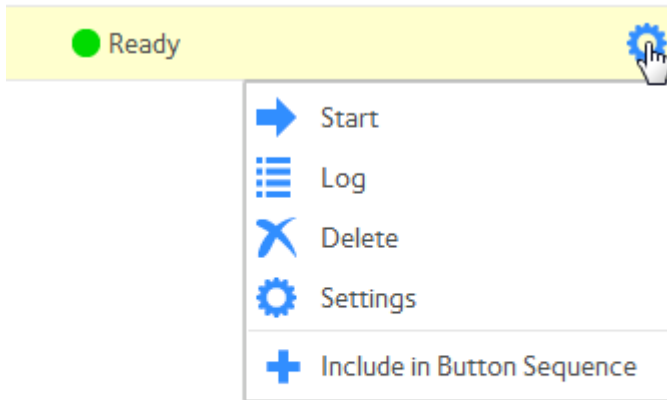 Ready
Start
Log
Delete
Settings
Include in Button Sequence